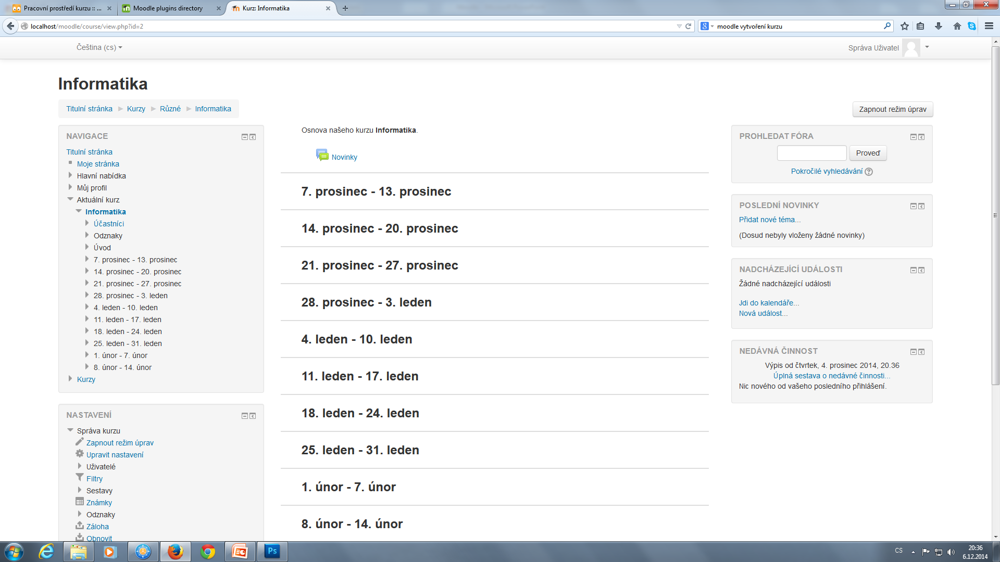 Pracovní prostředí kurzu :: ...
Moodle plugins directory
Kurz: Informatika
localhost/moodle/course/view.php?id=2
moodle vytvoření kurzu
Čeština (cs)
Správa Uživatel
Informatika
Titulní stránka
Kurzy
Různé
Informatika
Zapnout režim úprav
NAVIGACE
Titulní stránka
Moje stránka
Hlavní nabídka
Můj profil
Aktuální kurz
Informatika
Účastníci
Odznaky
Úvod
7. prosinec - 13. prosinec
14. prosinec - 20. prosinec
21. prosinec - 27. prosinec
28. prosinec - 3. leden
4. leden - 10. leden
11. leden - 17. leden
18. leden - 24. leden
25. leden - 31. leden
1. únor - 7. únor
8. únor - 14. únor
Kurzy
NASTAVENÍ
Správa kurzu
Zapnout režim úprav
Upravit nastavení
Uživatelé
Filtry
Sestavy
Známky
Odznaky
Záloha
Obnovit
Osnova našeho kurzu Informatika.
Novinky
7. prosinec - 13. prosinec
14. prosinec - 20. prosinec
21. prosinec - 27. prosinec
28. prosinec - 3. leden
4. leden - 10. leden
11. leden - 17. leden
18. leden - 24. leden
25. leden - 31. leden
1. únor - 7. únor
8. únor - 14. únor
PROHLEDAT FÓRA
Proveď
Pokročilé vyhledávání
POSLEDNÍ NOVINKY
Přidat nové téma...
(Dosud nebyly vloženy žádné novinky)
NADCHÁZEJÍCÍ UDÁLOSTI
Žádné nadcházející události
Jdi do kalendáře...
Nová událost...
NEDÁVNÁ ČINNOST
Výpis od čtvrtek, 4. prosinec 2014, 20.36
Úplná sestava o nedávné činnosti...
Nic nového od vašeho posledního přihlášení.
Ps
CS
20:36
6.12.2014